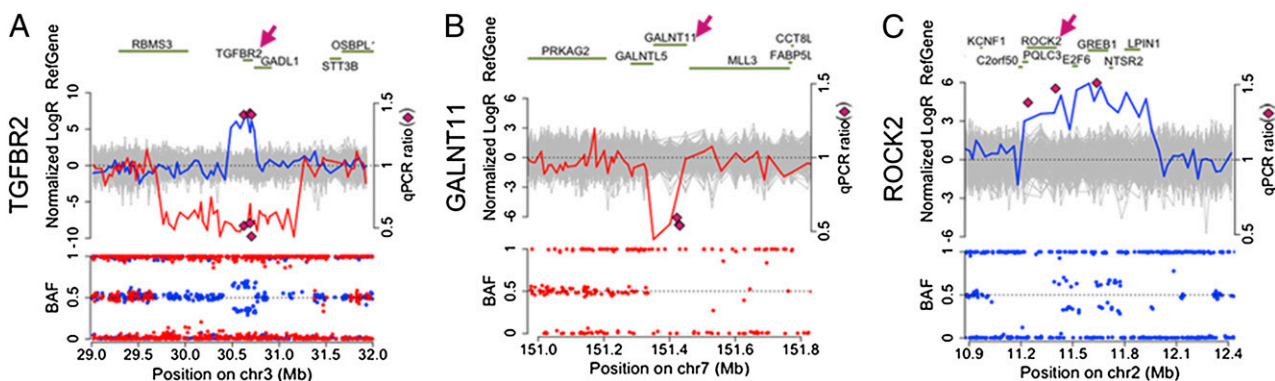 A
TGFBR2
RefGene
RBMS3
TGFBR2
GADL1
STT3B
OSBPL1
Normalized LogR
10
5
0
-5
-10
qPCR ratio(◆)
1.5
1
0.5
BAF
1
0.5
0
29.0 29.5 30.0 30.5 31.0 31.5 32.0
Position on chr3 (Mb)
B
GALNT11
RefGene
PRKAG2
GALNTL5
GALNT11
MLL3
CCT8L
FABP5L
Normalized LogR
6
3
0
-3
-6
qPCR ratio(◆)
1.5
1
0.5
BAF
1
0.5
0
151.0 151.2 151.4 151.6 151.8
Position on chr7 (Mb)
C
ROCK2
RefGene
KCNF1
C2orf50
ROCK2
PQLC3
E2F6
GREB1
NTSR2
LPIN1
Normalized LogR
6
3
0
-3
-6
qPCR ratio(◆)
1.5
1
0.5
BAF
1
0.5
0
10.9 11.2 11.5 11.8 12.1 12.4
Position on chr2 (Mb)